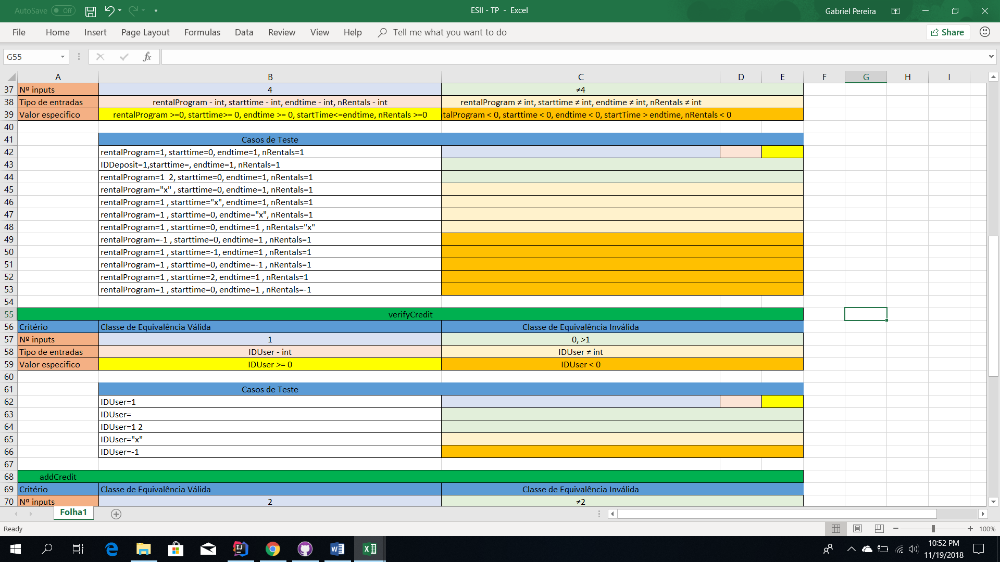 AutoSave Off
ESII - TP - Excel
Gabriel Pereira
File Home Insert Page Layout Formulas Data Review View Help Tell me what you want to do
Share
G55
fx
A B C D E F G H I
37 Nº inputs 4 ≠4
38 Tipo de entradas rentalProgram - int, starttime - int, endtime - int, nRentals - int rentalProgram ≠ int, starttime ≠ int, endtime ≠ int, nRentals ≠ int
39 Valor especifico rentalProgram >=0, starttime>= 0, endtime >= 0, startTime<=endtime, nRentals >=0 talProgram < 0, starttime < 0, endtime < 0, startTime > endtime, nRentals < 0
40
41 Casos de Teste
42 rentalProgram=1, starttime=0, endtime=1, nRentals=1
43 IDDeposit=1,starttime=, endtime=1, nRentals=1
44 rentalProgram=1 2, starttime=0, endtime=1, nRentals=1
45 rentalProgram="x" , starttime=0, endtime=1, nRentals=1
46 rentalProgram=1 , starttime="x", endtime=1, nRentals=1
47 rentalProgram=1 , starttime=0, endtime="x", nRentals=1
48 rentalProgram=1 , starttime=0, endtime=1 , nRentals="x"
49 rentalProgram=-1 , starttime=0, endtime=1 , nRentals=1
50 rentalProgram=1 , starttime=-1, endtime=1 , nRentals=1
51 rentalProgram=1 , starttime=0, endtime=-1 , nRentals=1
52 rentalProgram=1 , starttime=2, endtime=1 , nRentals=1
53 rentalProgram=1 , starttime=0, endtime=1 , nRentals=-1
54
55 verifyCredit
56 Critério Classe de Equivalência Válida Classe de Equivalência Inválida
57 Nº inputs 1 0, >1
58 Tipo de entradas IDUser - int IDUser ≠ int
59 Valor especifico IDUser >= 0 IDUser < 0
60
61 Casos de Teste
62 IDUser=1
63 IDUser=
64 IDUser=1 2
65 IDUser="x"
66 IDUser=-1
67
68 addCredit
69 Critério Classe de Equivalência Válida Classe de Equivalência Inválida
70 Nº inputs 2 ≠2
Folha1
Ready
100%
10:52 PM
11/19/2018